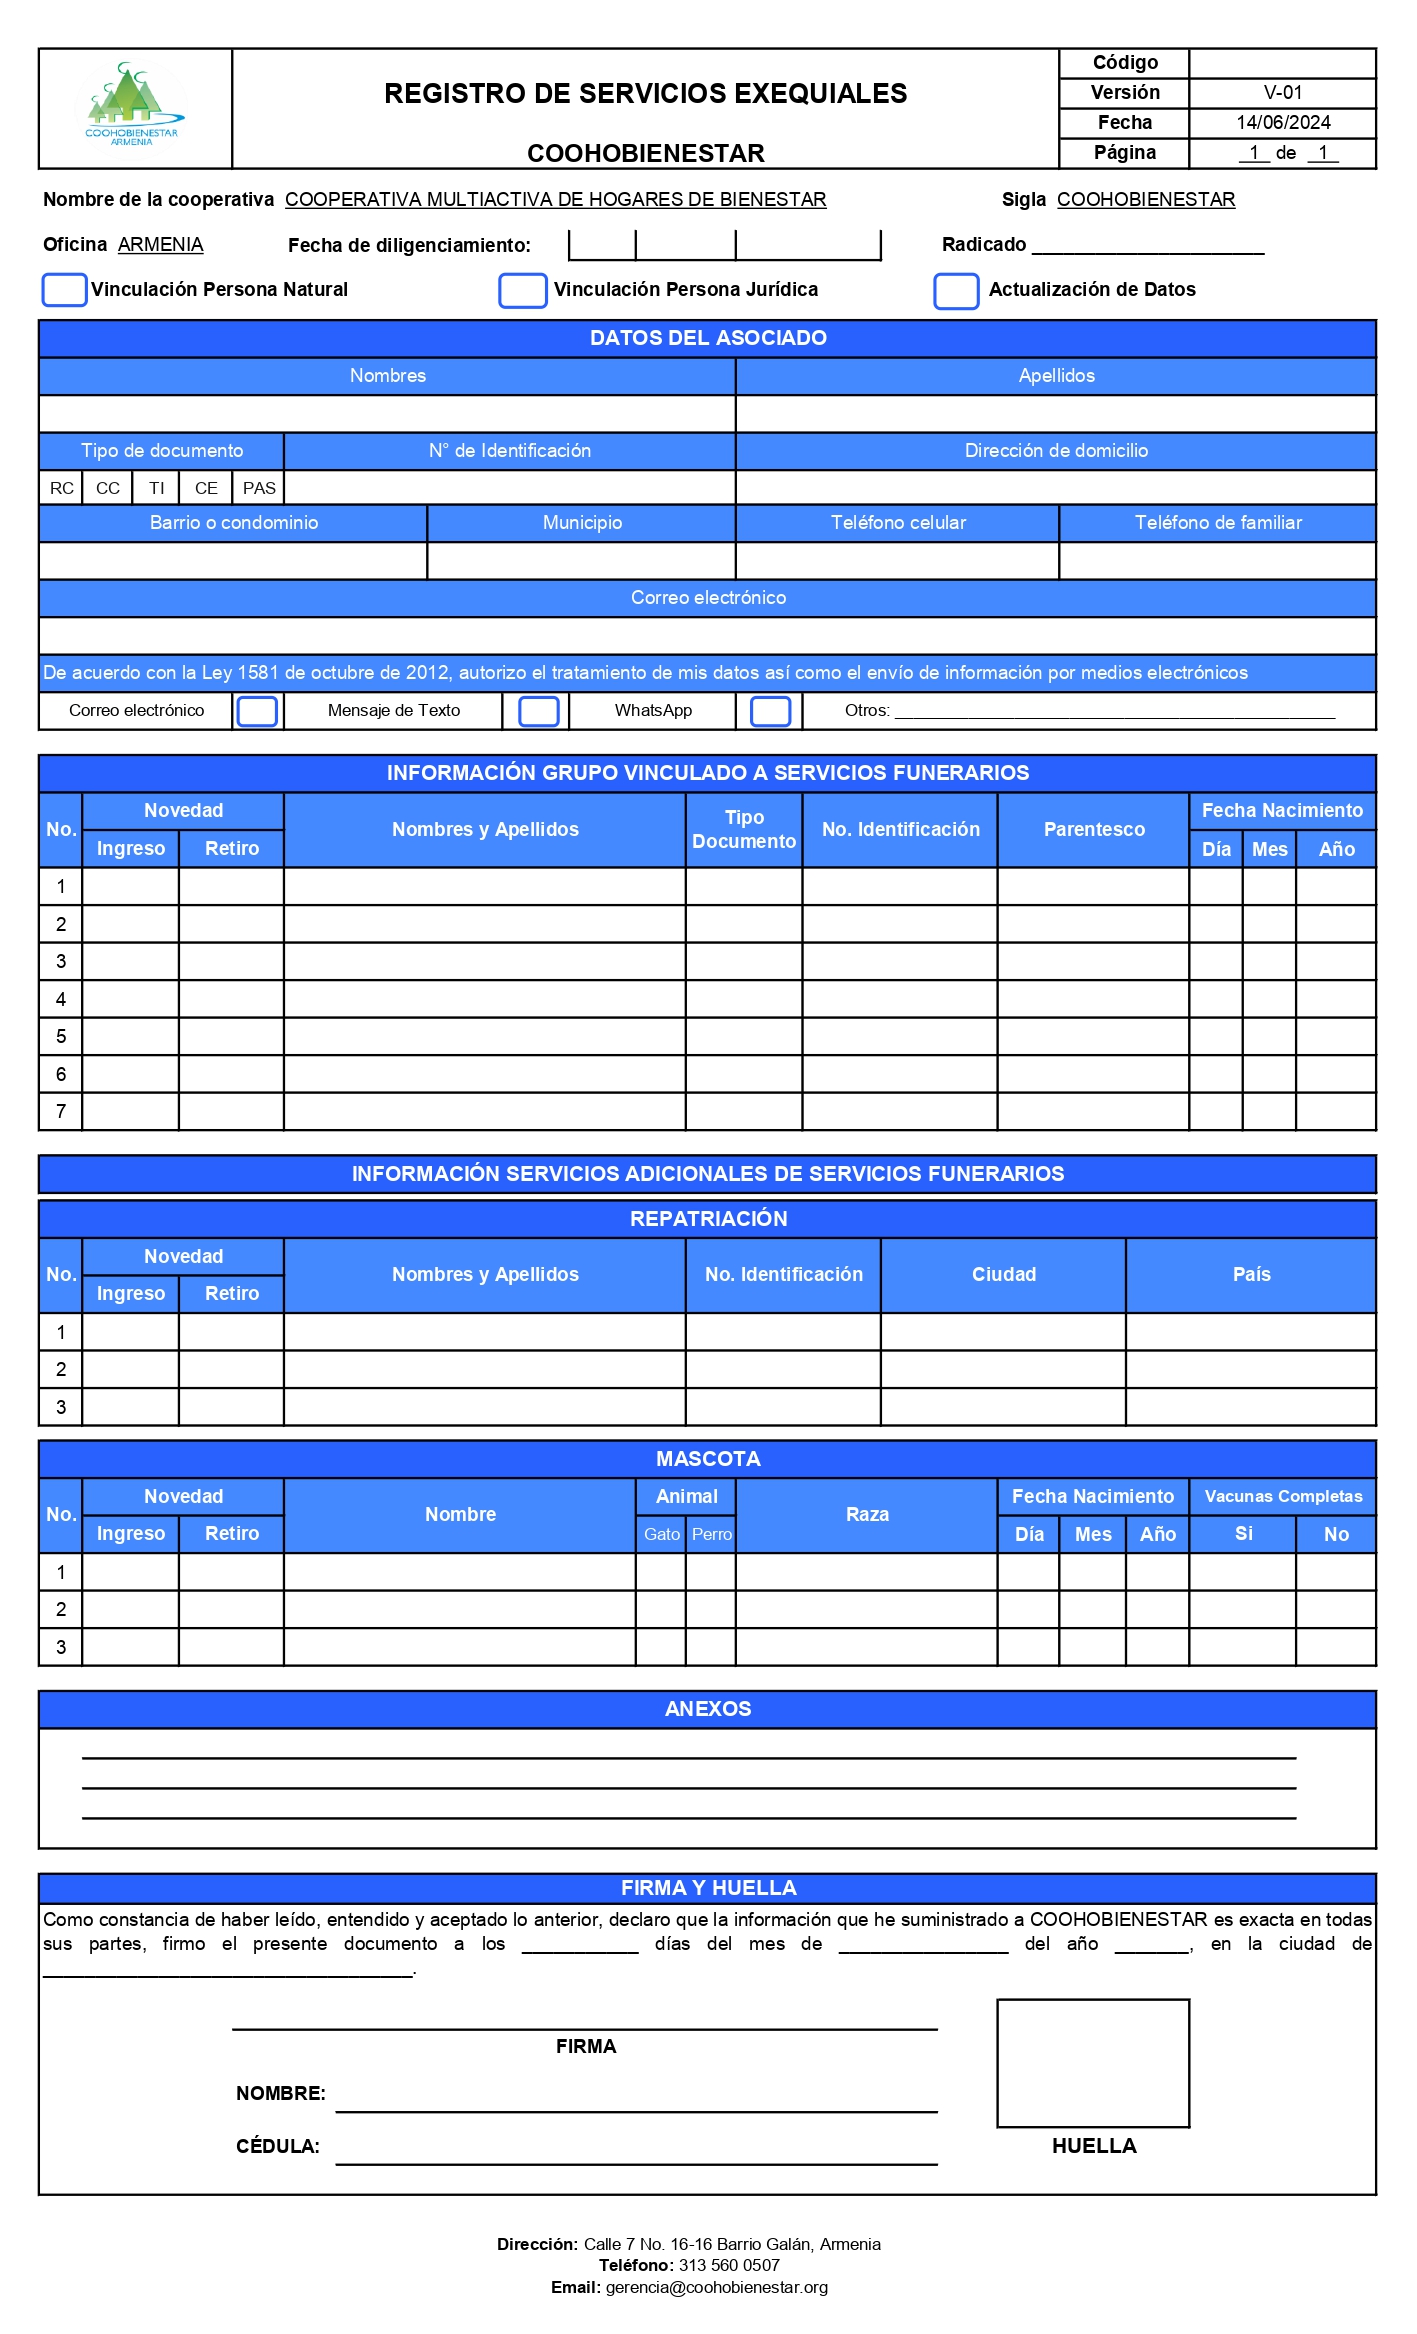 COOHOBIENESTAR
ARMENIA
REGISTRO DE SERVICIOS EXEQUIALES
COOHOBIENESTAR
Código
Versión V-01
Fecha 14/06/2024
Página 1 de 1
Nombre de la cooperativa COOPERATIVA MULTIACTIVA DE HOGARES DE BIENESTAR Sigla COOHOBIENESTAR
Oficina ARMENIA Fecha de diligenciamiento: Radicado ______________________
Vinculación Persona Natural Vinculación Persona Jurídica Actualización de Datos
DATOS DEL ASOCIADO
Nombres Apellidos
Tipo de documento N° de Identificación Dirección de domicilio
RC CC TI CE PAS
Barrio o condominio Municipio Teléfono celular Teléfono de familiar
Correo electrónico
De acuerdo con la Ley 1581 de octubre de 2012, autorizo el tratamiento de mis datos así como el envío de información por medios electrónicos
Correo electrónico Mensaje de Texto WhatsApp Otros: ________________________________________________
INFORMACIÓN GRUPO VINCULADO A SERVICIOS FUNERARIOS
No. Novedad Nombres y Apellidos Tipo Documento No. Identificación Parentesco Fecha Nacimiento
Ingreso Retiro Día Mes Año
1
2
3
4
5
6
7
INFORMACIÓN SERVICIOS ADICIONALES DE SERVICIOS FUNERARIOS
REPATRIACIÓN
No. Novedad Nombres y Apellidos No. Identificación Ciudad País
Ingreso Retiro
1
2
3
MASCOTA
No. Novedad Nombre Animal Raza Fecha Nacimiento Vacunas Completas
Ingreso Retiro Gato Perro Día Mes Año Si No
1
2
3
ANEXOS
FIRMA Y HUELLA
Como constancia de haber leído, entendido y aceptado lo anterior, declaro que la información que he suministrado a COOHOBIENESTAR es exacta en todas
sus partes, firmo el presente documento a los ___________ días del mes de ________________ del año _______, en la ciudad de
___________________________________.
FIRMA
NOMBRE:
CÉDULA:
HUELLA
Dirección: Calle 7 No. 16-16 Barrio Galán, Armenia
Teléfono: 313 560 0507
Email: gerencia@coohobienestar.org